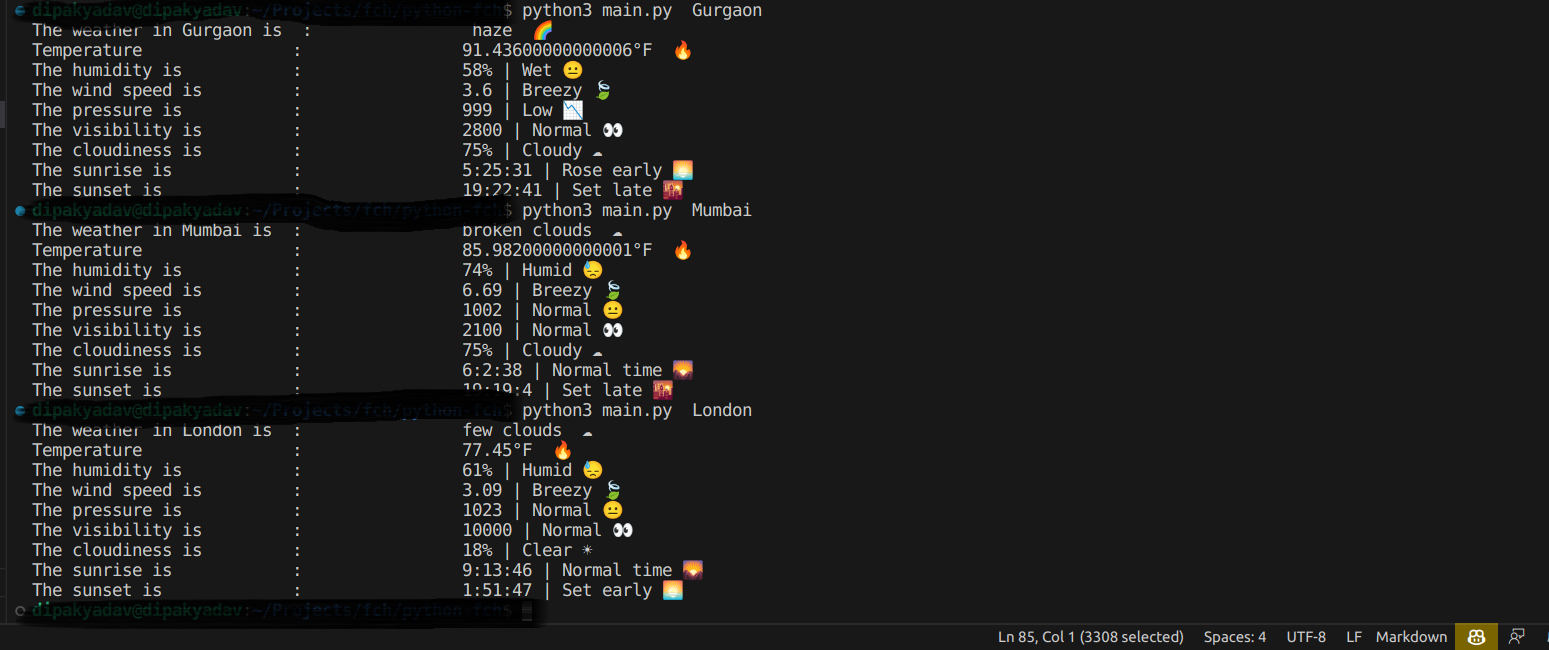 dipakyadav@dipakyadav:~/Projects/fch/python-fch$ python3 main.py  Gurgaon
The weather in Gurgaon is  :                haze  🌈
Temperature               :                91.43600000000006°F  🔥
The humidity is           :                58% | Wet 😐
The wind speed is         :                3.6 | Breezy 🍃
The pressure is           :                999 | Low 📉
The visibility is         :                2800 | Normal 👀
The cloudiness is         :                75% | Cloudy ☁
The sunrise is            :                5:25:31 | Rose early 🌅
The sunset is             :                19:22:41 | Set late 🌇
dipakyadav@dipakyadav:~/Projects/fch/python-fch$ python3 main.py  Mumbai
The weather in Mumbai is  :                broken clouds  ☁
Temperature               :                85.98200000000001°F  🔥
The humidity is           :                74% | Humid 😓
The wind speed is         :                6.69 | Breezy 🍃
The pressure is           :                1002 | Normal 😐
The visibility is         :                2100 | Normal 👀
The cloudiness is         :                75% | Cloudy ☁
The sunrise is            :                6:2:38 | Normal time 🌄
The sunset is             :                19:19:4 | Set late 🌇
dipakyadav@dipakyadav:~/Projects/fch/python-fch$ python3 main.py  London
The weather in London is  :                few clouds  ☁
Temperature               :                77.45°F  🔥
The humidity is           :                61% | Humid 😓
The wind speed is         :                3.09 | Breezy 🍃
The pressure is           :                1023 | Normal 😐
The visibility is         :                10000 | Normal 👀
The cloudiness is         :                18% | Clear ☀
The sunrise is            :                9:13:46 | Normal time 🌄
The sunset is             :                1:51:47 | Set early 🌅
dipakyadav@dipakyadav:~/Projects/fch/python-fch$
Ln 85, Col 1 (3308 selected) Spaces: 4 UTF-8 LF Markdown